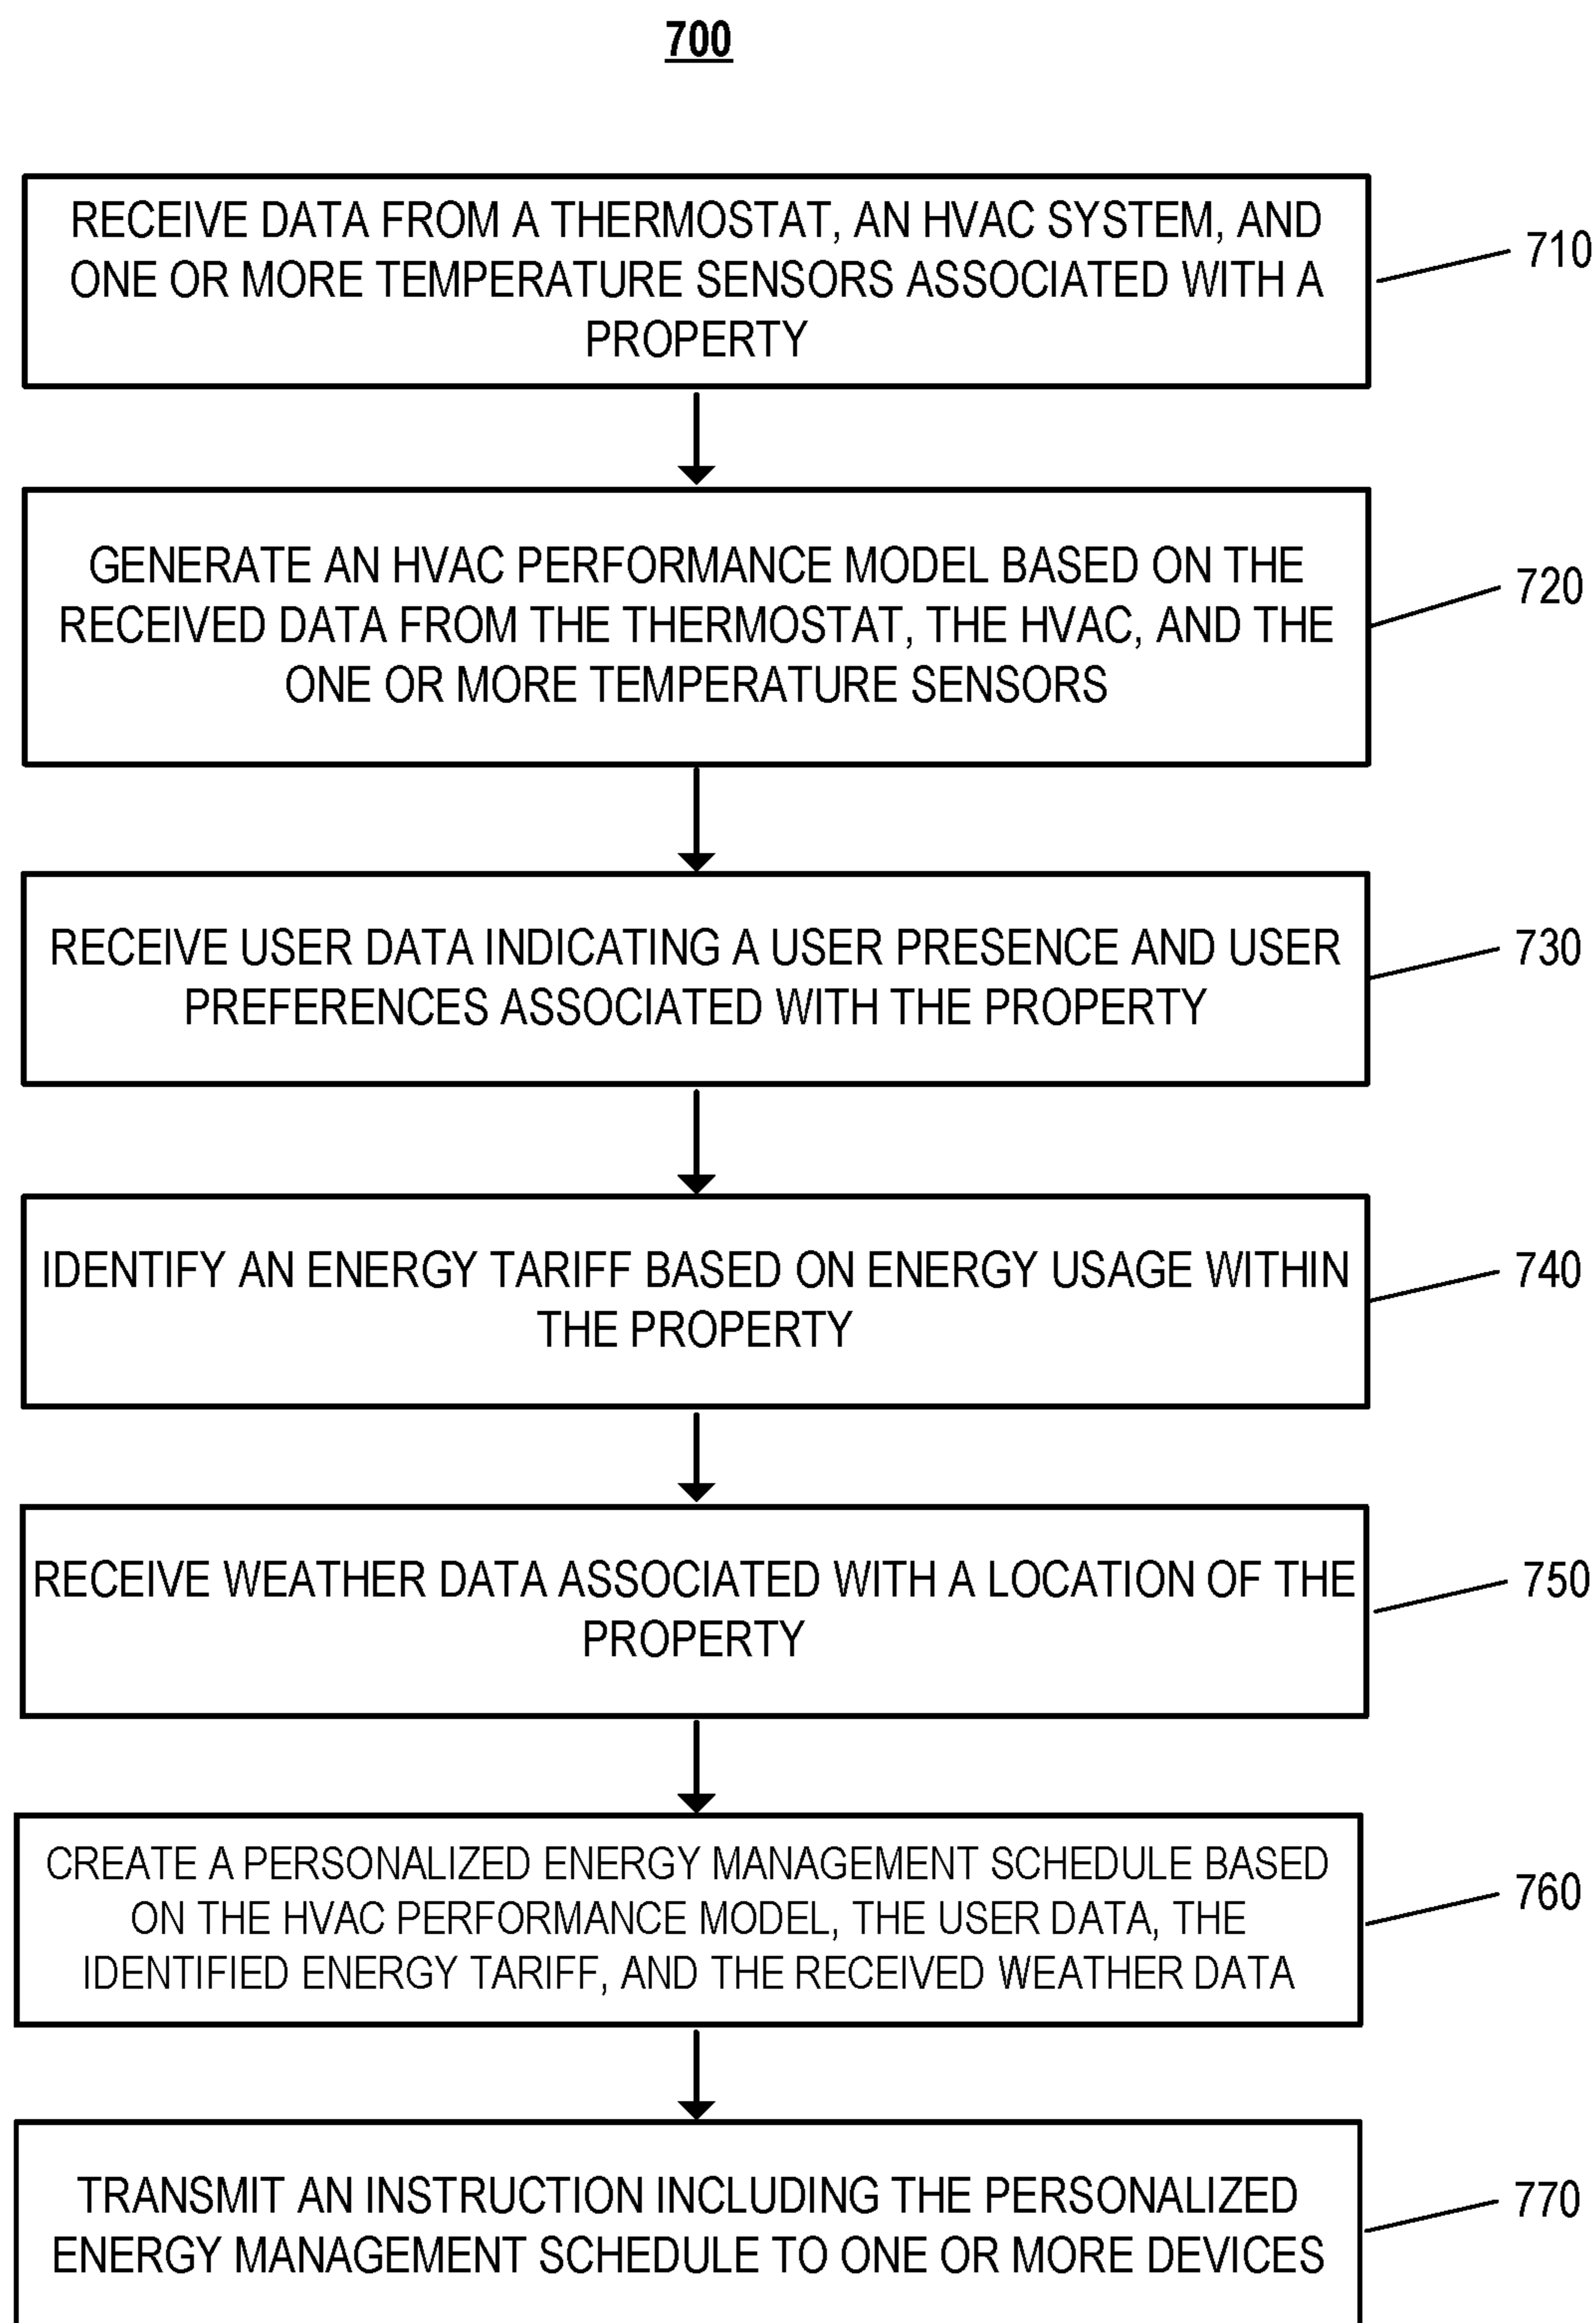 700
RECEIVE DATA FROM A THERMOSTAT, AN HVAC SYSTEM, AND
ONE OR MORE TEMPERATURE SENSORS ASSOCIATED WITH A
PROPERTY
710
GENERATE AN HVAC PERFORMANCE MODEL BASED ON THE
RECEIVED DATA FROM THE THERMOSTAT, THE HVAC, AND THE
ONE OR MORE TEMPERATURE SENSORS
720
RECEIVE USER DATA INDICATING A USER PRESENCE AND USER
PREFERENCES ASSOCIATED WITH THE PROPERTY
730
IDENTIFY AN ENERGY TARIFF BASED ON ENERGY USAGE WITHIN
THE PROPERTY
740
RECEIVE WEATHER DATA ASSOCIATED WITH A LOCATION OF THE
PROPERTY
750
CREATE A PERSONALIZED ENERGY MANAGEMENT SCHEDULE BASED
ON THE HVAC PERFORMANCE MODEL, THE USER DATA, THE
IDENTIFIED ENERGY TARIFF, AND THE RECEIVED WEATHER DATA
760
TRANSMIT AN INSTRUCTION INCLUDING THE PERSONALIZED
ENERGY MANAGEMENT SCHEDULE TO ONE OR MORE DEVICES
770